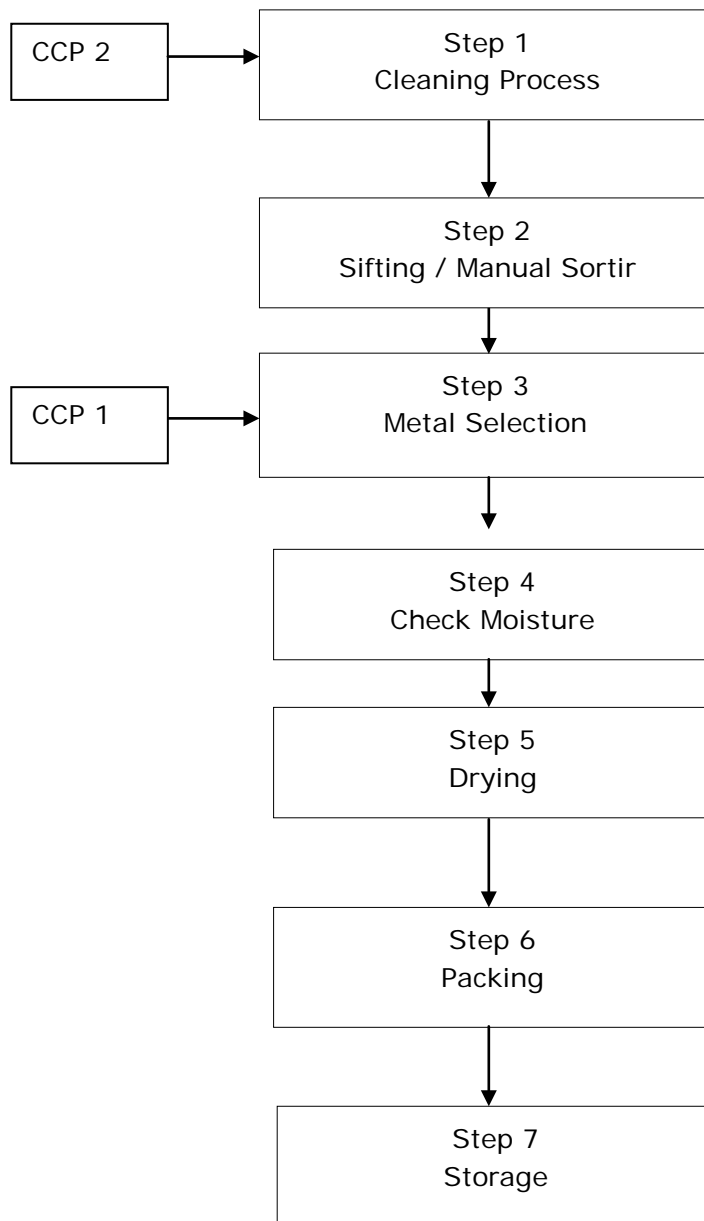 CCP 2
Step 1
Cleaning Process
Step 2
Sifting / Manual Sortir
CCP 1
Step 3
Metal Selection
Step 4
Check Moisture
Step 5
Drying
Step 6
Packing
Step 7
Storage